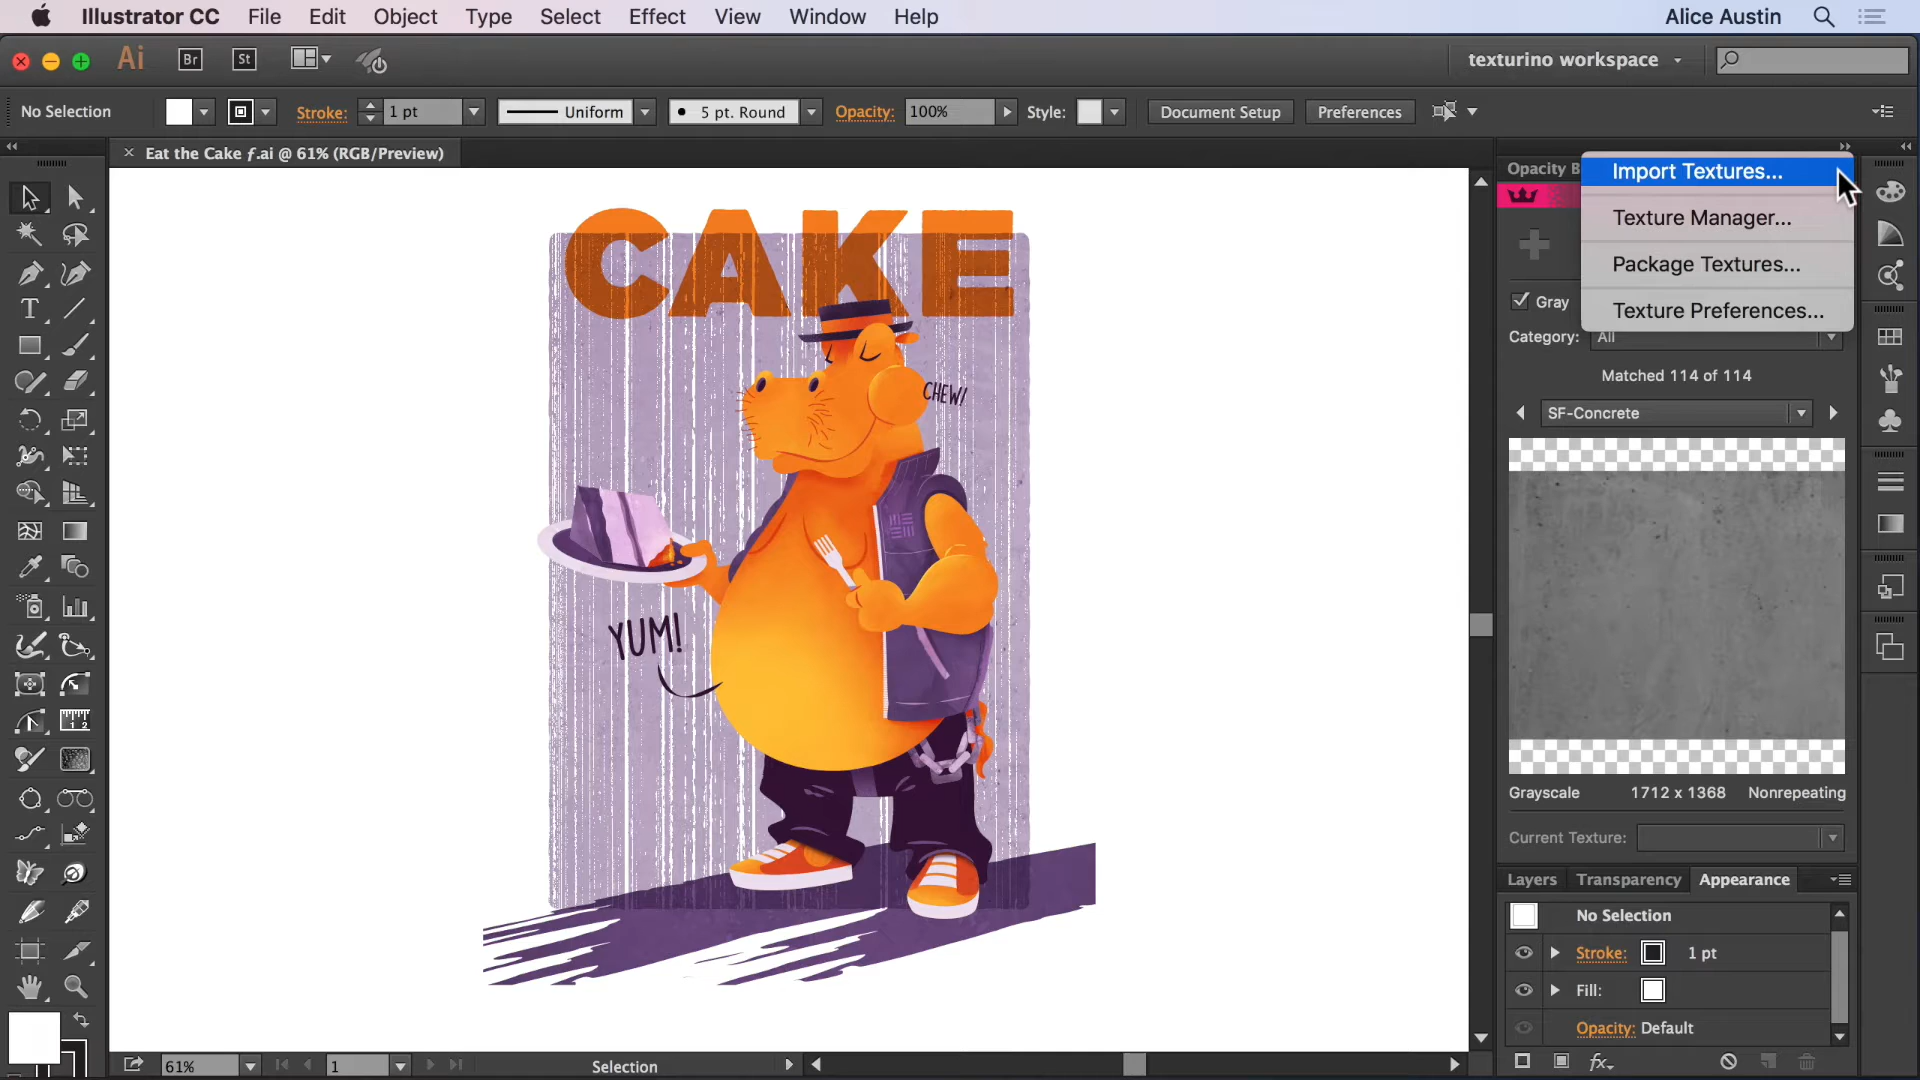 Illustrator CC File Edit Object Type Select Effect View Window Help Alice Austin
Ai Br St texturino workspace
No Selection Stroke: 1 pt Uniform 5 pt. Round Opacity: 100% Style: Document Setup Preferences
Eat the Cake ƒ.ai @ 61% (RGB/Preview)
Opacity B
Import Textures...
Texture Manager...
Package Textures...
Texture Preferences...
Gray
Category: All
Matched 114 of 114
SF-Concrete
Grayscale 1712 x 1368 Nonrepeating
Current Texture:
Layers Transparency Appearance
No Selection
Stroke: 1 pt
Fill:
Opacity: Default
fx
CAKE
CHEW!
YUM!
T
1 2
61% 1 Selection